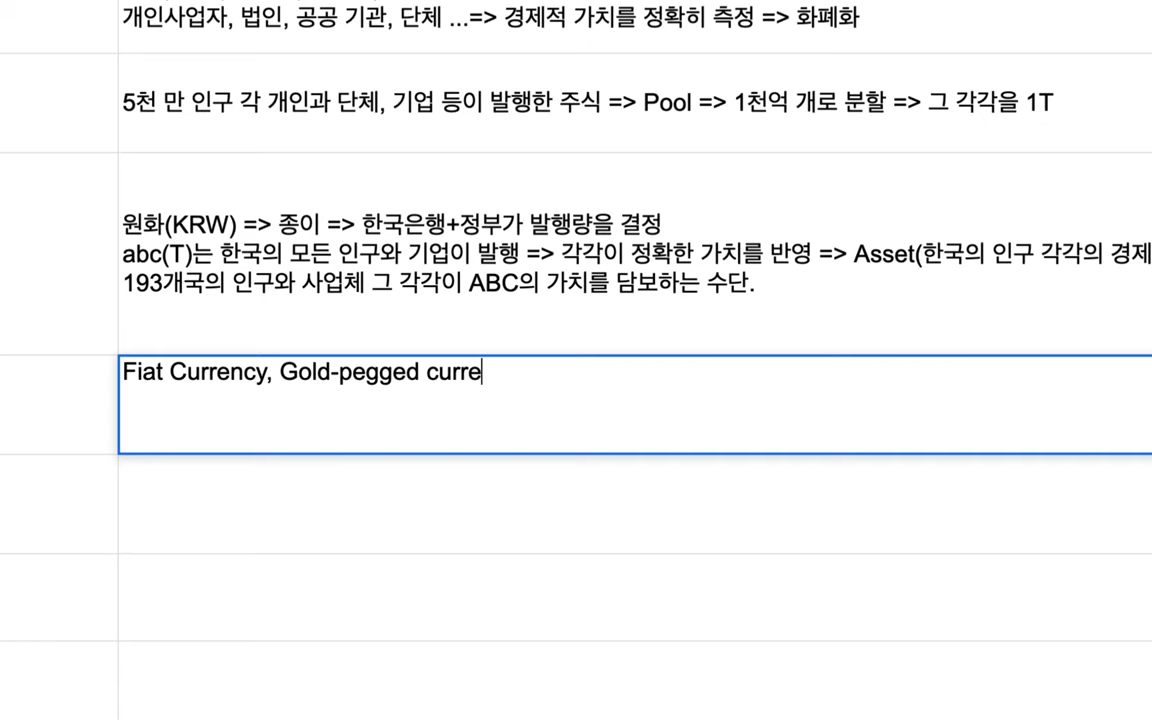 개인사업자, 법인, 공공 기관, 단체 ...=> 경제적 가치를 정확히 측정 => 화폐화
5천 만 인구 각 개인과 단체, 기업 등이 발행한 주식 => Pool => 1천억 개로 분할 => 그 각각을 1T
원화(KRW) => 종이 => 한국은행+정부가 발행량을 결정
abc(T)는 한국의 모든 인구와 기업이 발행 => 각각이 정확한 가치를 반영 => Asset(한국의 인구 각각의 경제
193개국의 인구와 사업체 그 각각이 ABC의 가치를 담보하는 수단.
Fiat Currency, Gold-pegged curre